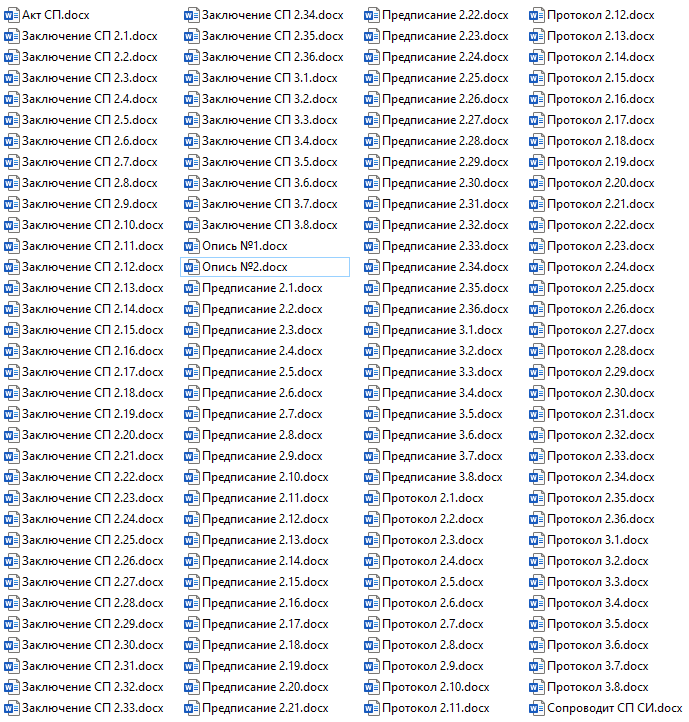 Акт СП.docx
Заключение СП 2.1.docx
Заключение СП 2.2.docx
Заключение СП 2.3.docx
Заключение СП 2.4.docx
Заключение СП 2.5.docx
Заключение СП 2.6.docx
Заключение СП 2.7.docx
Заключение СП 2.8.docx
Заключение СП 2.9.docx
Заключение СП 2.10.docx
Заключение СП 2.11.docx
Заключение СП 2.12.docx
Заключение СП 2.13.docx
Заключение СП 2.14.docx
Заключение СП 2.15.docx
Заключение СП 2.16.docx
Заключение СП 2.17.docx
Заключение СП 2.18.docx
Заключение СП 2.19.docx
Заключение СП 2.20.docx
Заключение СП 2.21.docx
Заключение СП 2.22.docx
Заключение СП 2.23.docx
Заключение СП 2.24.docx
Заключение СП 2.25.docx
Заключение СП 2.26.docx
Заключение СП 2.27.docx
Заключение СП 2.28.docx
Заключение СП 2.29.docx
Заключение СП 2.30.docx
Заключение СП 2.31.docx
Заключение СП 2.32.docx
Заключение СП 2.33.docx
Заключение СП 2.34.docx
Заключение СП 2.35.docx
Заключение СП 2.36.docx
Заключение СП 3.1.docx
Заключение СП 3.2.docx
Заключение СП 3.3.docx
Заключение СП 3.4.docx
Заключение СП 3.5.docx
Заключение СП 3.6.docx
Заключение СП 3.7.docx
Заключение СП 3.8.docx
Опись №1.docx
Опись №2.docx
Предписание 2.1.docx
Предписание 2.2.docx
Предписание 2.3.docx
Предписание 2.4.docx
Предписание 2.5.docx
Предписание 2.6.docx
Предписание 2.7.docx
Предписание 2.8.docx
Предписание 2.9.docx
Предписание 2.10.docx
Предписание 2.11.docx
Предписание 2.12.docx
Предписание 2.13.docx
Предписание 2.14.docx
Предписание 2.15.docx
Предписание 2.16.docx
Предписание 2.17.docx
Предписание 2.18.docx
Предписание 2.19.docx
Предписание 2.20.docx
Предписание 2.21.docx
Предписание 2.22.docx
Предписание 2.23.docx
Предписание 2.24.docx
Предписание 2.25.docx
Предписание 2.26.docx
Предписание 2.27.docx
Предписание 2.28.docx
Предписание 2.29.docx
Предписание 2.30.docx
Предписание 2.31.docx
Предписание 2.32.docx
Предписание 2.33.docx
Предписание 2.34.docx
Предписание 2.35.docx
Предписание 2.36.docx
Предписание 3.1.docx
Предписание 3.2.docx
Предписание 3.3.docx
Предписание 3.4.docx
Предписание 3.5.docx
Предписание 3.6.docx
Предписание 3.7.docx
Предписание 3.8.docx
Протокол 2.1.docx
Протокол 2.2.docx
Протокол 2.3.docx
Протокол 2.4.docx
Протокол 2.5.docx
Протокол 2.6.docx
Протокол 2.7.docx
Протокол 2.8.docx
Протокол 2.9.docx
Протокол 2.10.docx
Протокол 2.11.docx
Протокол 2.12.docx
Протокол 2.13.docx
Протокол 2.14.docx
Протокол 2.15.docx
Протокол 2.16.docx
Протокол 2.17.docx
Протокол 2.18.docx
Протокол 2.19.docx
Протокол 2.20.docx
Протокол 2.21.docx
Протокол 2.22.docx
Протокол 2.23.docx
Протокол 2.24.docx
Протокол 2.25.docx
Протокол 2.26.docx
Протокол 2.27.docx
Протокол 2.28.docx
Протокол 2.29.docx
Протокол 2.30.docx
Протокол 2.31.docx
Протокол 2.32.docx
Протокол 2.33.docx
Протокол 2.34.docx
Протокол 2.35.docx
Протокол 2.36.docx
Протокол 3.1.docx
Протокол 3.2.docx
Протокол 3.3.docx
Протокол 3.4.docx
Протокол 3.5.docx
Протокол 3.6.docx
Протокол 3.7.docx
Протокол 3.8.docx
Сопроводит СП СИ.docx